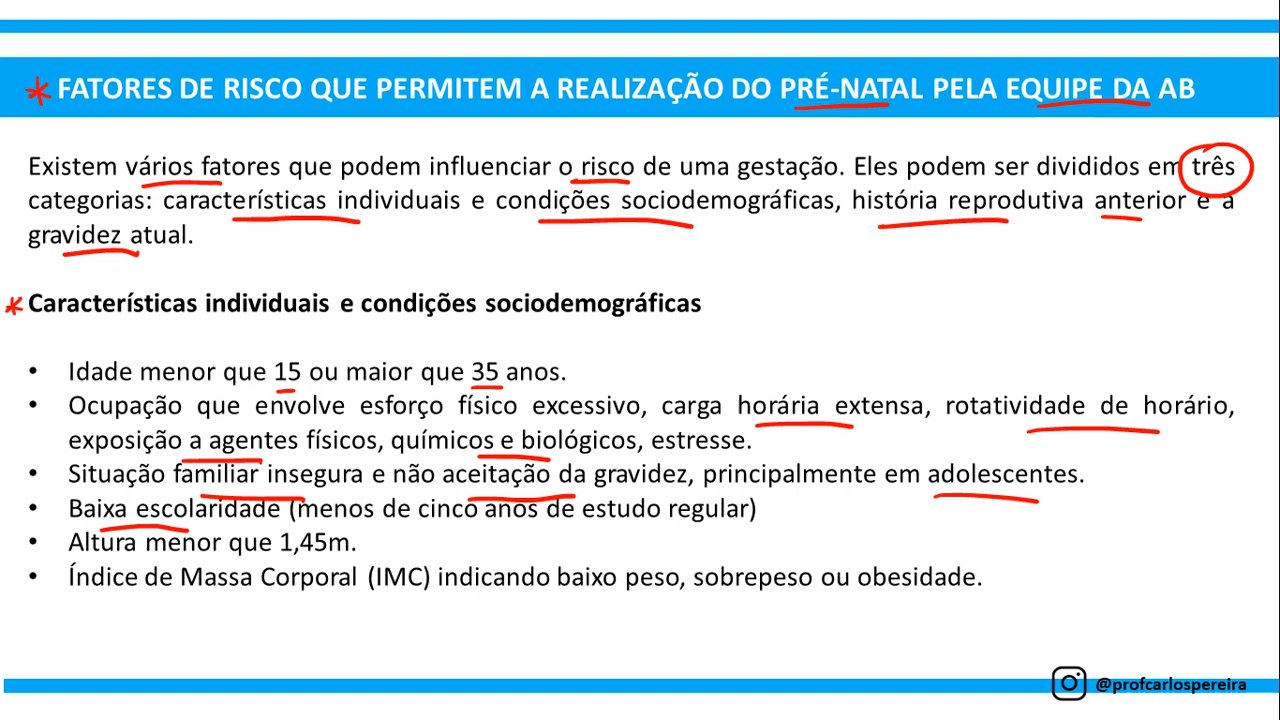 FATORES DE RISCO QUE PERMITEM A REALIZAÇÃO DO PRÉ-NATAL PELA EQUIPE DA AB
Existem vários fatores que podem influenciar o risco de uma gestação. Eles podem ser divididos em três
categorias: características individuais e condições sociodemográficas, história reprodutiva anterior e a
gravidez atual.
Características individuais e condições sociodemográficas
• Idade menor que 15 ou maior que 35 anos.
• Ocupação que envolve esforço físico excessivo, carga horária extensa, rotatividade de horário,
exposição a agentes físicos, químicos e biológicos, estresse.
• Situação familiar insegura e não aceitação da gravidez, principalmente em adolescentes.
• Baixa escolaridade (menos de cinco anos de estudo regular)
• Altura menor que 1,45m.
• Índice de Massa Corporal (IMC) indicando baixo peso, sobrepeso ou obesidade.
@profcarlospereira